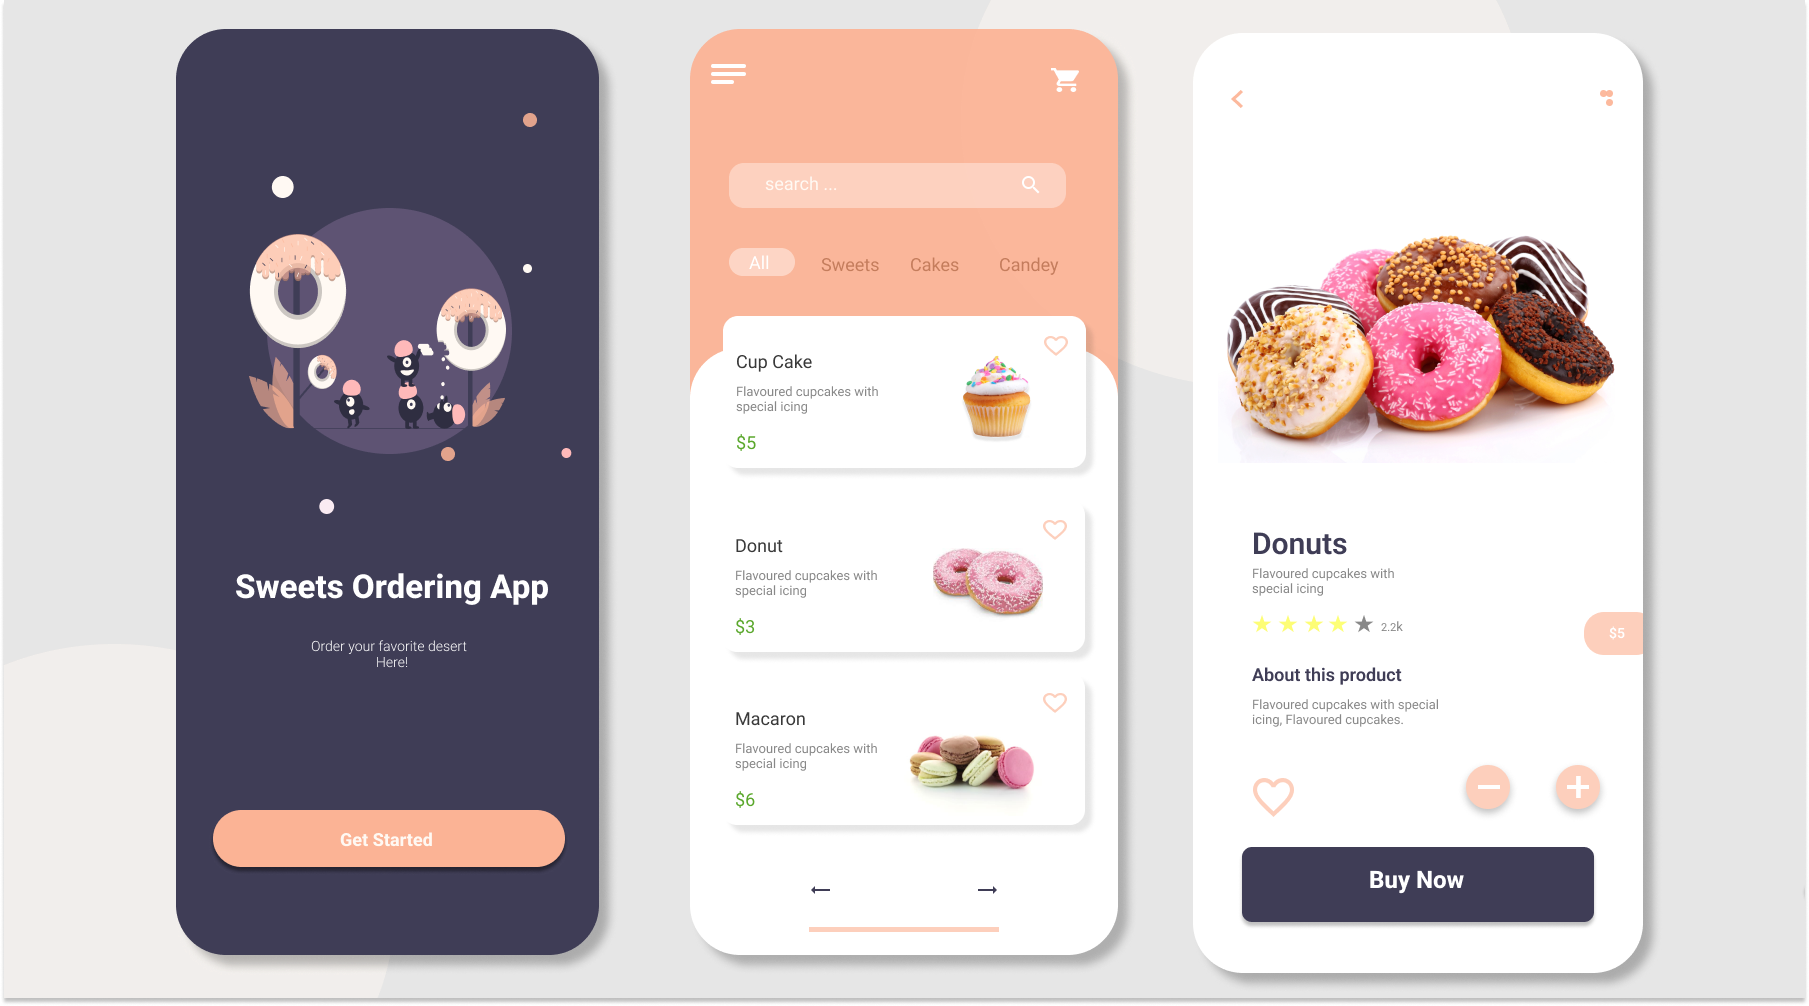 Sweets Ordering App
Order your favorite desert
Here!
Get Started
search ...
All Sweets Cakes Candey
Cup Cake
Flavoured cupcakes with
special icing
$5
Donut
Flavoured cupcakes with
special icing
$3
Macaron
Flavoured cupcakes with
special icing
$6
Donuts
Flavoured cupcakes with
special icing
2.2k
$5
About this product
Flavoured cupcakes with special
icing, Flavoured cupcakes.
Buy Now